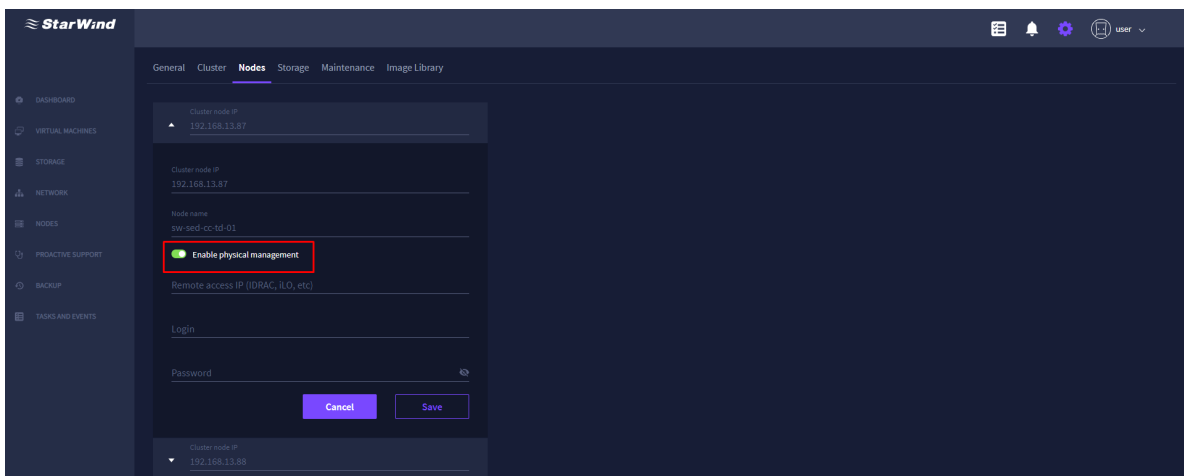 StarWind
user
General Cluster Nodes Storage Maintenance Image Library
DASHBOARD
VIRTUAL MACHINES
STORAGE
NETWORK
NODES
PROACTIVE SUPPORT
BACKUP
TASKS AND EVENTS
Cluster node IP
192.168.13.87
Cluster node IP
192.168.13.87
Node name
sw-sed-cc-td-01
Enable physical management
Remote access IP (IDRAC, iLO, etc)
Login
Password
Cancel Save
Cluster node IP
192.168.13.88